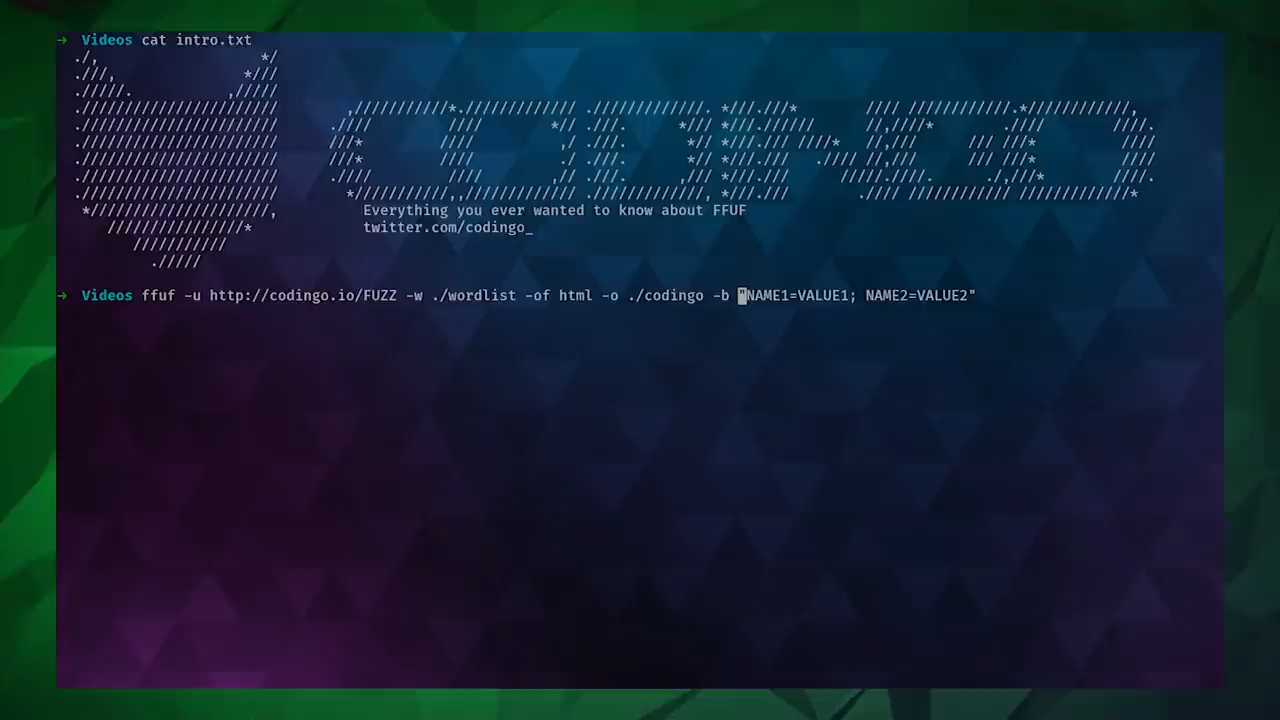 → Videos cat intro.txt
./, */
.///, *///
./////. ,/////
.//////////////////////// ,///////////*.///////////// ./////////////. *///.///* //// ////////////.*////////////,
.//////////////////////// .//// //// *// .///. */// *///.////// //,////* .//// ////.
.//////////////////////// ///* //// ,/ .///. *// *///./// ////* //,/// /// ///* ////
.//////////////////////// ///* //// ./ .///. *// *///./// .//// //,/// /// ///* ////
.//////////////////////// .//// //// ,// .///. ,/// *///./// /////.////. ./,///* ////.
.//////////////////////// *///////////,,///////////// ./////////////, *///./// .//// //////////// /////////////*
*/////////////////////, Everything you ever wanted to know about FFUF
////////////////* twitter.com/codingo_
///////////
./////
→ Videos ffuf -u http://codingo.io/FUZZ -w ./wordlist -of html -o ./codingo -b "NAME1=VALUE1; NAME2=VALUE2"